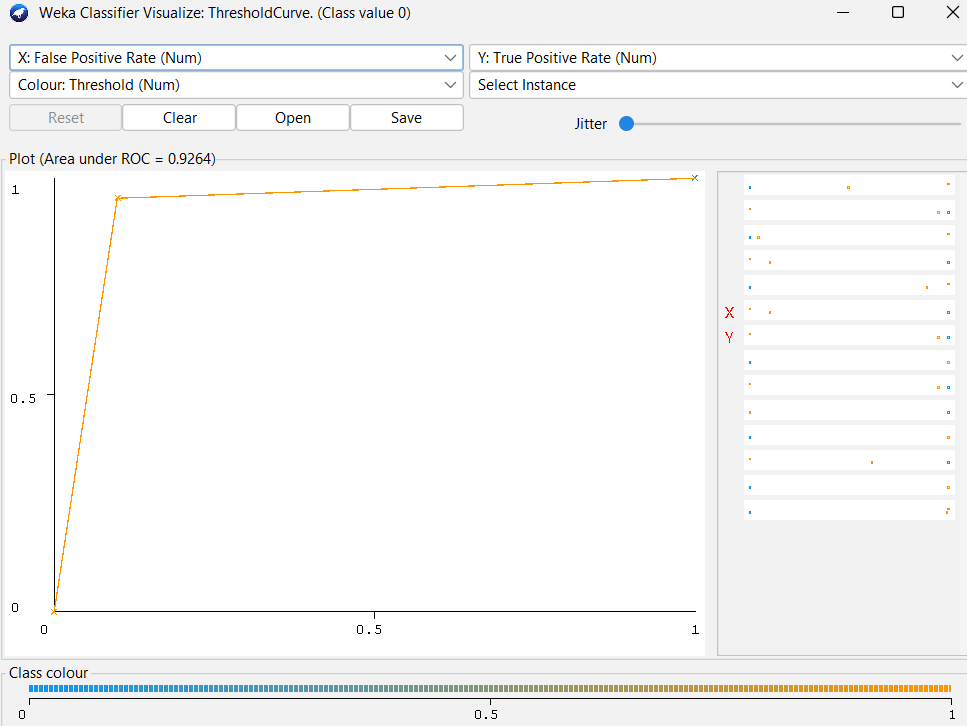 Weka Classifier Visualize: ThresholdCurve. (Class value 0)
X: False Positive Rate (Num)
Y: True Positive Rate (Num)
Colour: Threshold (Num)
Select Instance
Reset
Clear
Open
Save
Jitter
Plot (Area under ROC = 0.9264)
1
0.5
0
0
0.5
1
X
Y
Class colour
0
0.5
1